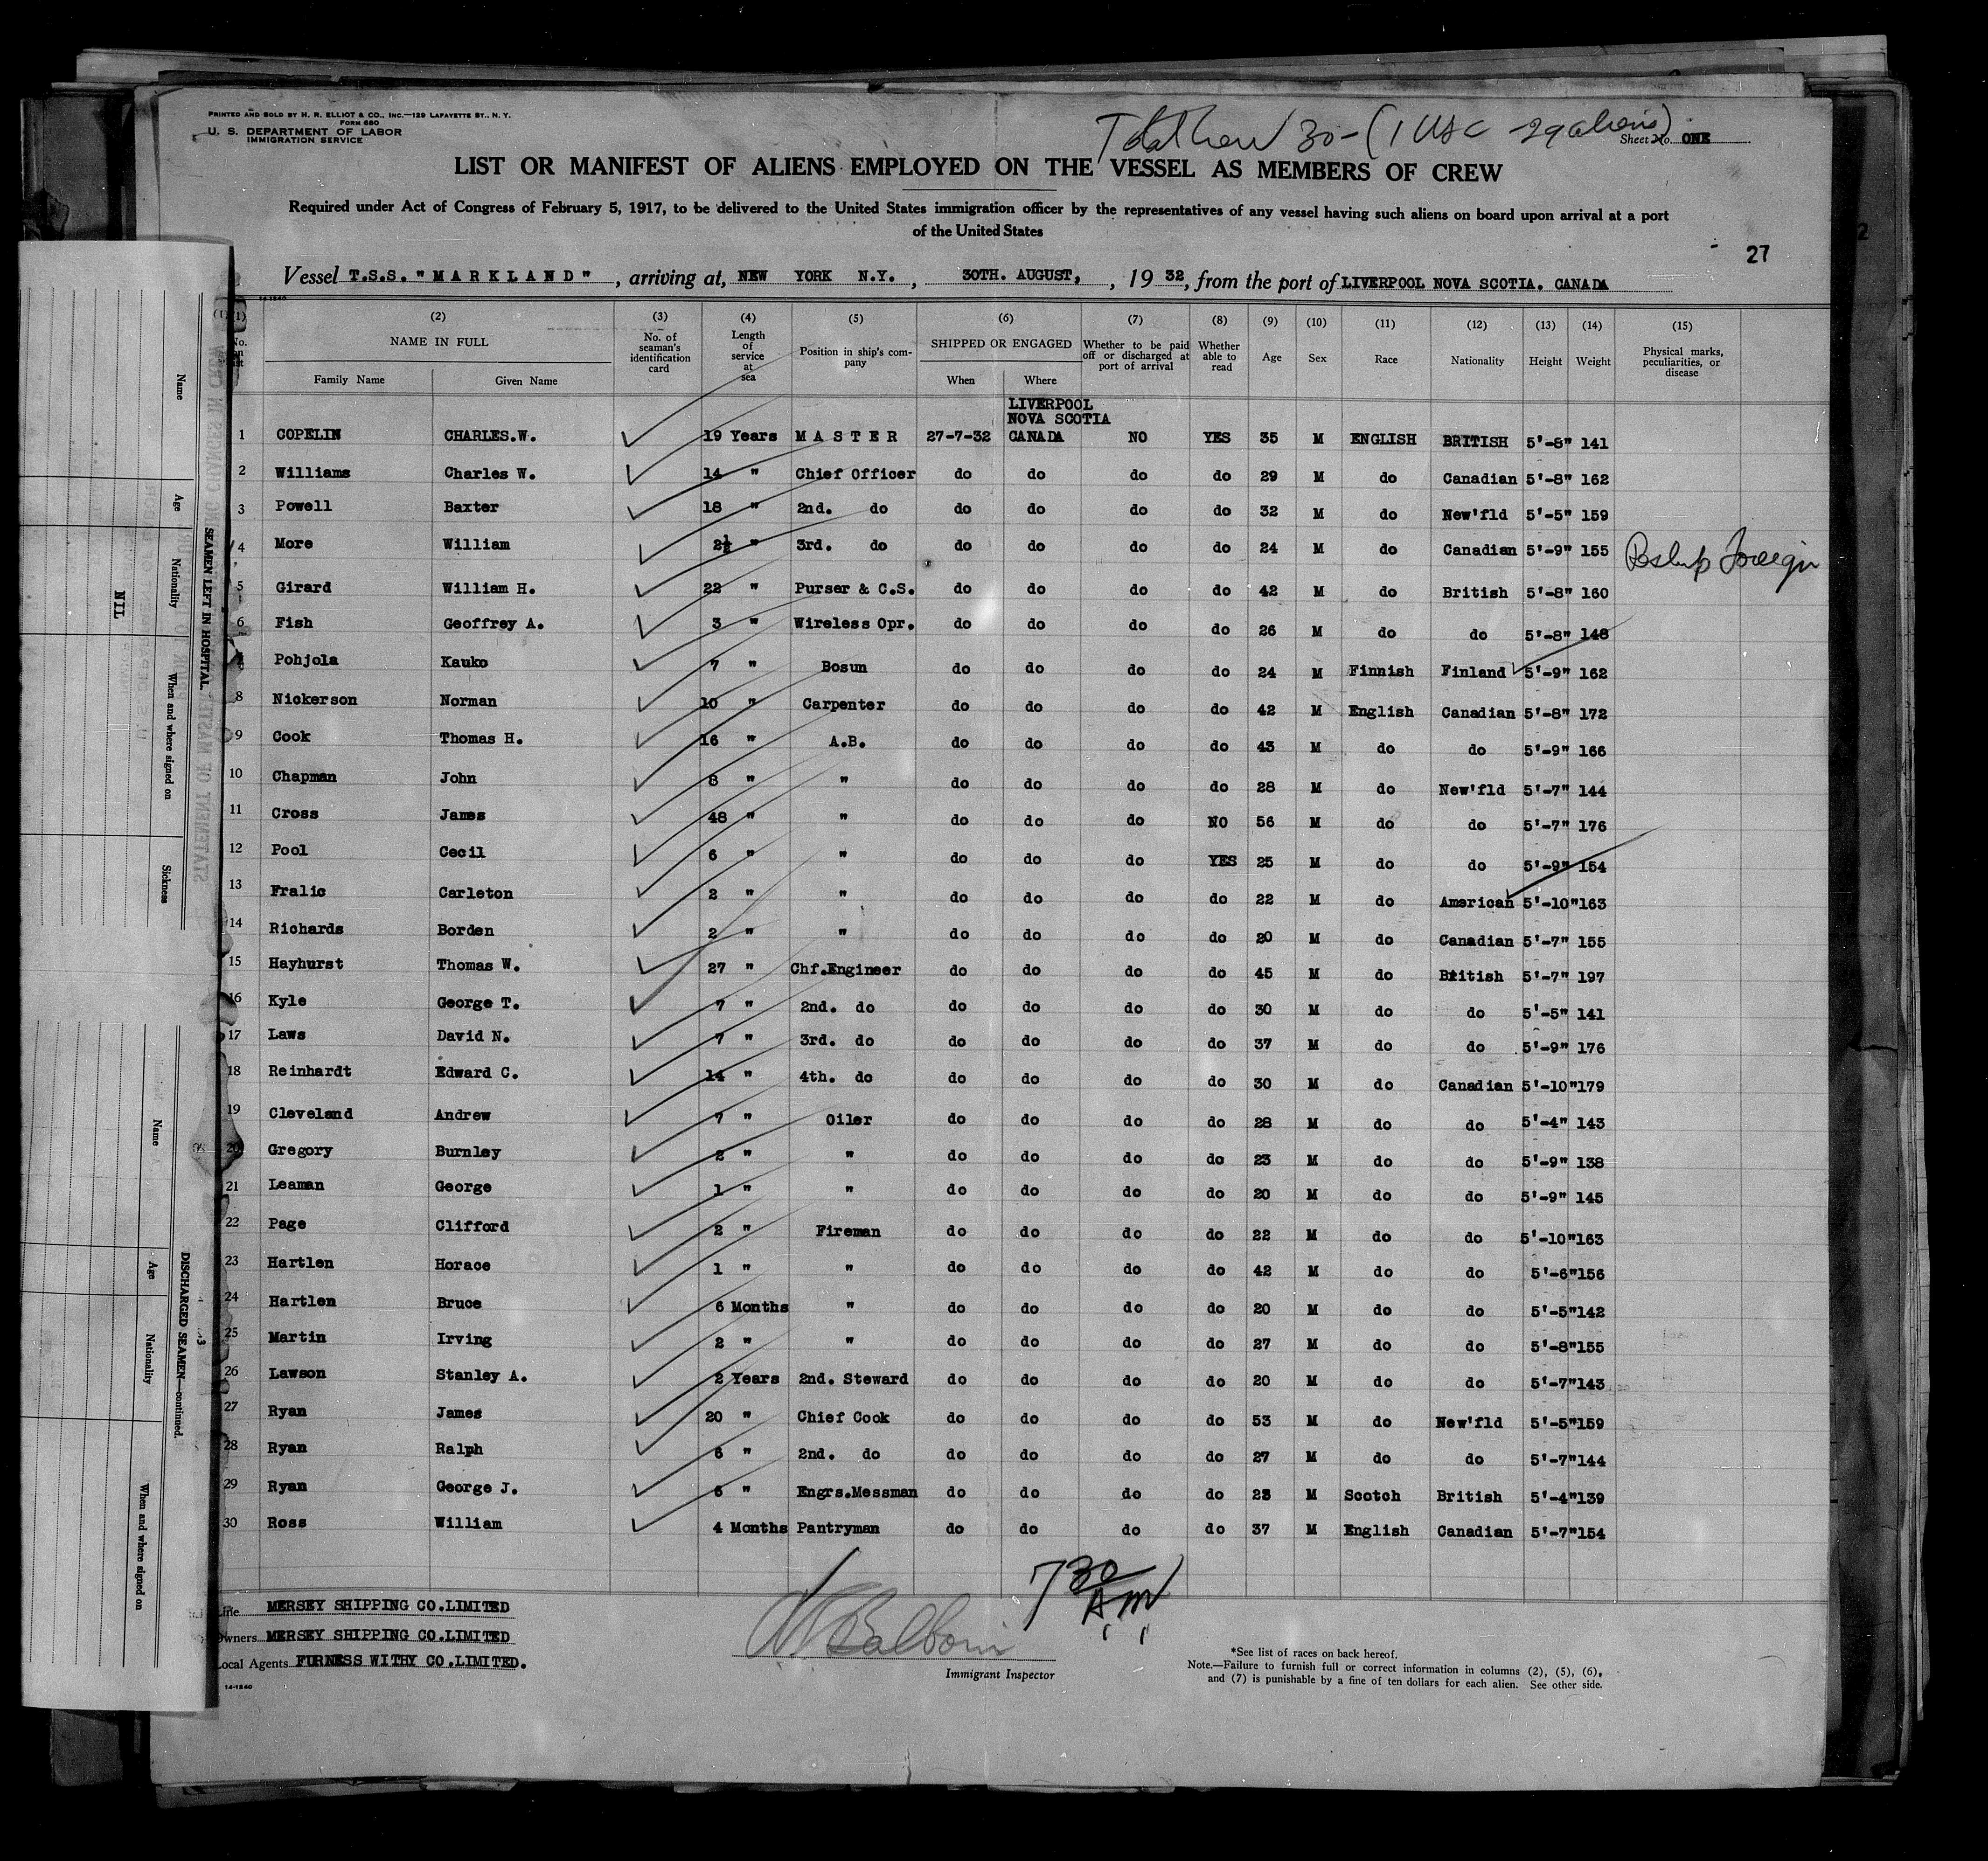 PRINTED AND SOLD BY H. R. ELLIOT & CO., INC.—129 LAFAYETTE ST., N. Y.
FORM 680
U. S. DEPARTMENT OF LABOR
IMMIGRATION SERVICE
Total Crew 30 - (1 USC - 29 aliens)
Sheet No. ONE
LIST OR MANIFEST OF ALIENS EMPLOYED ON THE VESSEL AS MEMBERS OF CREW
Required under Act of Congress of February 5, 1917, to be delivered to the United States immigration officer by the representatives of any vessel having such aliens on board upon arrival at a port
of the United States
27
Vessel T.S.S. "MARKLAND", arriving at, NEW YORK N.Y., 30TH. AUGUST, , 19 32, from the port of LIVERPOOL NOVA SCOTIA. CANADA
14-1240
(1) (2) (3) (4) (5) (6) (7) (8) (9) (10) (11) (12) (13) (14) (15)
NAME IN FULL No. of seaman's identification card Length of service at sea Position in ship's company SHIPPED OR ENGAGED Whether to be paid off or discharged at port of arrival Whether able to read Age Sex Race Nationality Height Weight Physical marks, peculiarities, or disease
Family Name Given Name When Where
LIVERPOOL
NOVA SCOTIA
1 COPELIN CHARLES.W. 19 Years MASTER 27-7-32 CANADA NO YES 35 M ENGLISH BRITISH 5'-6" 141
2 Williams Charles W. 14 " Chief Officer do do do do 29 M do Canadian 5'-8" 162
3 Powell Baxter 18 " 2nd. do do do do do 32 M do New'fld 5'-5" 159
4 More William 2½ " 3rd. do do do do do 24 M do Canadian 5'-9" 155 Foreign
5 Girard William H. 22 " Purser & C.S. do do do do 42 M do British 5'-8" 160
6 Fish Geoffrey A. 3 " Wireless Opr. do do do do 26 M do do 5'-8" 148
Pohjola Kauko 7 " Bosun do do do do 24 M Finnish Finland 5'-9" 162
8 Nickerson Norman 10 " Carpenter do do do do 42 M English Canadian 5'-8" 172
9 Cook Thomas H. 16 " A.B. do do do do 43 M do do 5'-9" 166
10 Chapman John 8 " " do do do do 28 M do New'fld 5'-7" 144
11 Cross James 48 " " do do do NO 56 M do do 5'-7" 176
12 Pool Cecil 6 " " do do do YES 25 M do do 5'-9" 154
13 Fralic Carleton 2 " " do do do do 22 M do American 5'-10" 163
14 Richards Borden 2 " " do do do do 20 M do Canadian 5'-7" 155
15 Hayhurst Thomas W. 27 " Chf.Engineer do do do do 45 M do British 5'-7" 197
16 Kyle George T. 7 " 2nd. do do do do do 30 M do do 5'-5" 141
17 Laws David N. 7 " 3rd. do do do do do 37 M do do 5'-9" 176
18 Reinhardt Edward C. 14 " 4th. do do do do do 30 M do Canadian 5'-10" 179
19 Cleveland Andrew 7 " Oiler do do do do 28 M do do 5'-4" 143
20 Gregory Burnley 2 " " do do do do 23 M do do 5'-9" 138
21 Leaman George 1 " " do do do do 20 M do do 5'-9" 145
22 Page Clifford 2 " Fireman do do do do 22 M do do 5'-10" 163
23 Hartlen Horace 1 " " do do do do 42 M do do 5'-6" 156
24 Hartlen Bruce 6 Months " do do do do 20 M do do 5'-5" 142
25 Martin Irving 2 " " do do do do 27 M do do 5'-8" 155
26 Lawson Stanley A. 2 Years 2nd. Steward do do do do 20 M do do 5'-7" 143
27 Ryan James 20 " Chief Cook do do do do 53 M do New'fld 5'-5" 159
28 Ryan Ralph 6 " 2nd. do do do do do 27 M do do 5'-7" 144
29 Ryan George J. 6 " Engrs.Messman do do do do 23 M Scotch British 5'-4" 139
30 Ross William 4 Months Pantryman do do do do 37 M English Canadian 5'-7" 154
7 30 AM
Line MERSEY SHIPPING CO.LIMITED
Owners MERSEY SHIPPING CO.LIMITED
Local Agents FURNESS WITHY CO.LIMITED.
14-1240
Immigrant Inspector
*See list of races on back hereof.
Note.—Failure to furnish full or correct information in columns (2), (5), (6),
and (7) is punishable by a fine of ten dollars for each alien. See other side.
SEAMEN LEFT IN HOSPITAL.
Name Age Nationality When and where signed on Sickness
NIL
DISCHARGED SEAMEN—continued.
Name Age Nationality When and where signed on